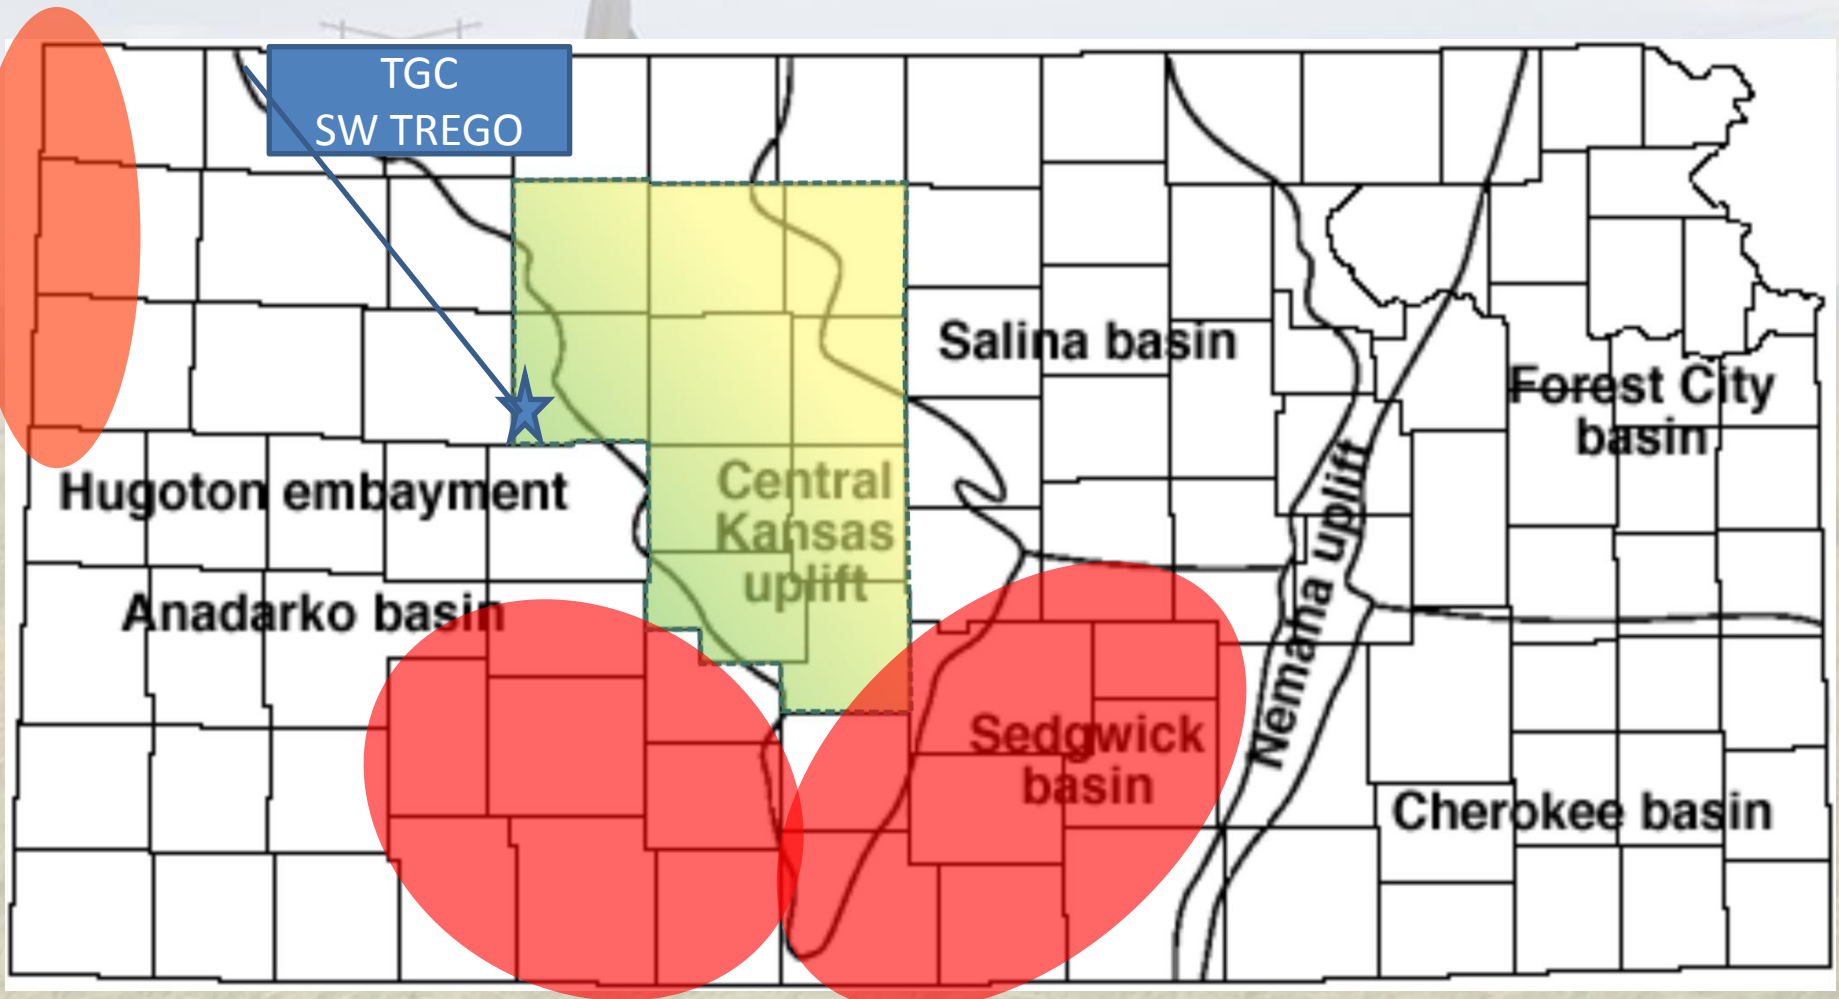 TGC
SW TREGO
Salina basin
Forest City
basin
Hugoton embayment
Central
Kansas
uplift
Anadarko basin
Nemaha uplift
Sedgwick
basin
Cherokee basin